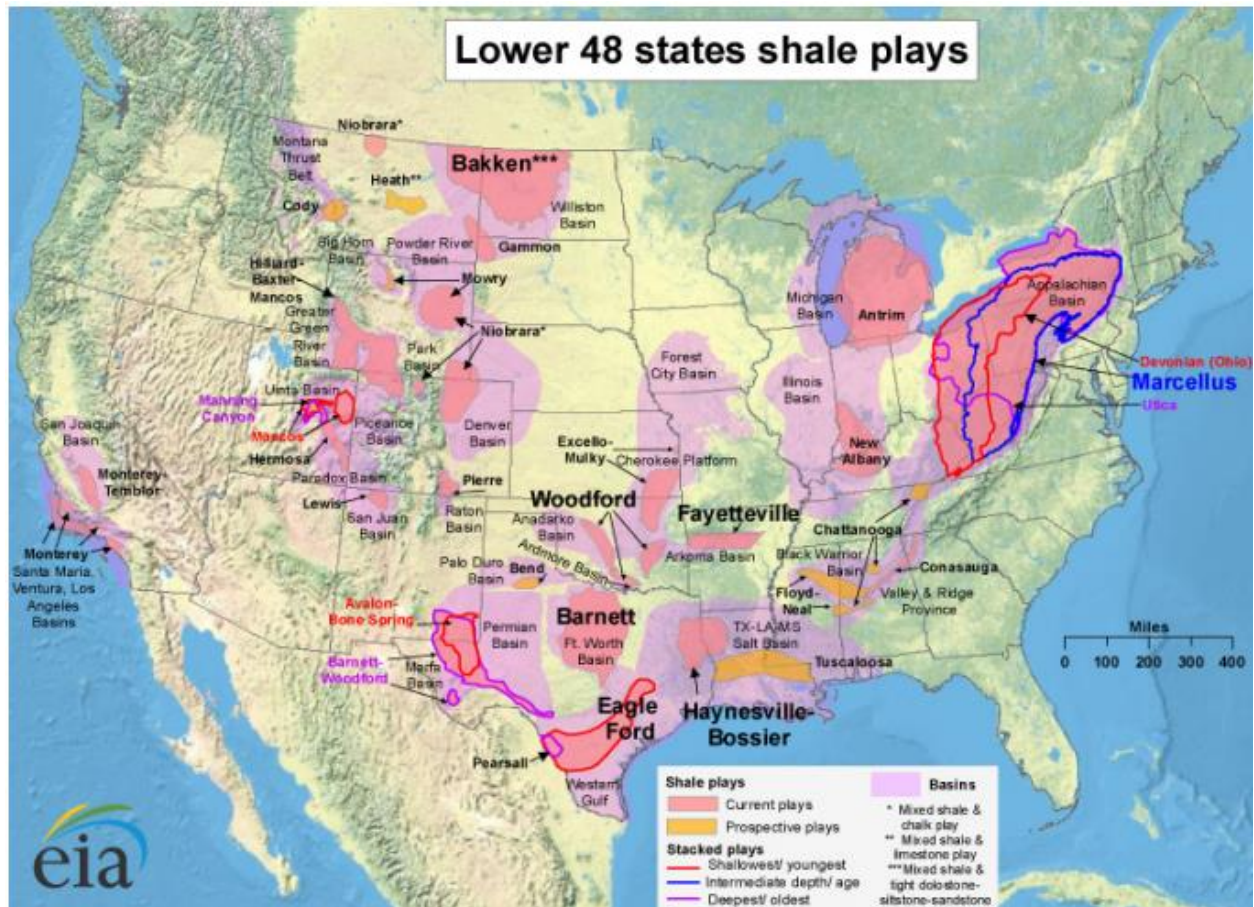 Lower 48 states shale plays
Niobrara*
Montana
Thrust
Belt
Bakken***
Heath**
Cody
Williston
Basin
Big Horn
Basin
Powder River
Basin
Gammon
Hilliard-
Baxter-
Mancos
Mowry
Greater
Green
River
Basin
Niobrara*
Park
Basin
Michigan
Basin
Antrim
Appalachian
Basin
Devonian (Ohio)
Marcellus
Utica
Forest
City Basin
Illinois
Basin
Uinta Basin
Manning
Canyon
Mancos
Piceance
Basin
Denver
Basin
San Joaquin
Basin
Hermosa
Paradox Basin
Monterey-
Temblor
Excello-
Mulky
Cherokee Platform
New
Albany
Lewis
San Juan
Basin
Pierre
Raton
Basin
Woodford
Anadarko
Basin
Fayetteville
Arkoma Basin
Ardmore Basin
Chattanooga
Black Warrior
Basin
Conasauga
Valley & Ridge
Province
Floyd-
Neal
Monterey
Santa Maria,
Ventura, Los
Angeles
Basins
Palo Duro
Basin
Bend
Avalon-
Bone Spring
Permian
Basin
Barnett
Ft. Worth
Basin
TX-LA-MS
Salt Basin
Tuscaloosa
Barnett-
Woodford
Marfa
Basin
Eagle
Ford
Haynesville-
Bossier
Pearsall
Western
Gulf
Miles
0 100 200 300 400
Shale plays
Current plays
Prospective plays
Stacked plays
Shallowest/ youngest
Intermediate depth/ age
Deepest/ oldest
Basins
* Mixed shale &
chalk play
** Mixed shale &
limestone play
***Mixed shale &
tight dolostone-
siltstone-sandstone
eia